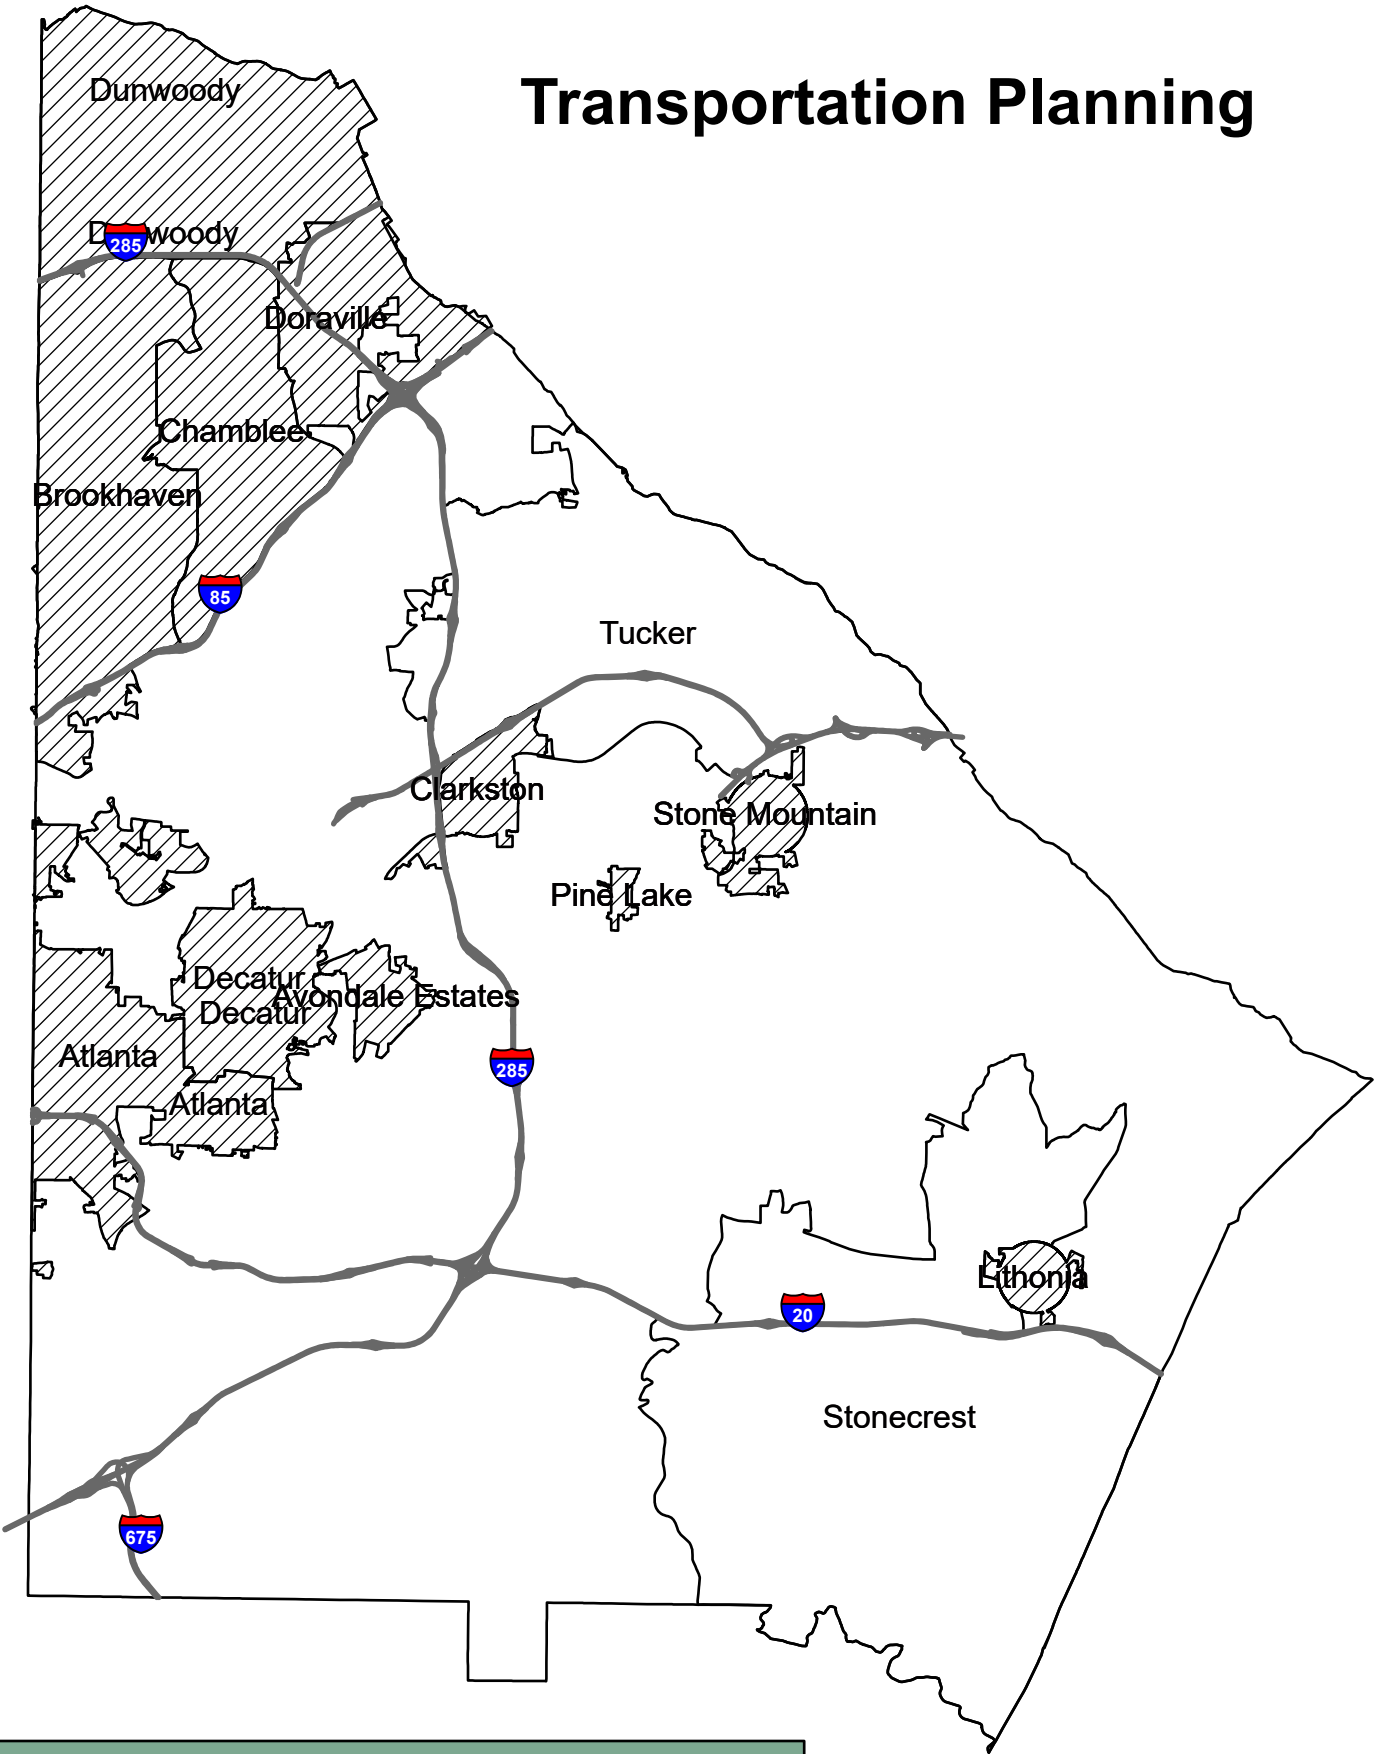 Transportation Planning
Dunwoody
Dunwoody
285
Doraville
Chamblee
Brookhaven
85
Tucker
Clarkston
Stone Mountain
Pine Lake
Decatur
Avondale Estates
Decatur
Atlanta
285
Atlanta
Lithonia
20
Stonecrest
675